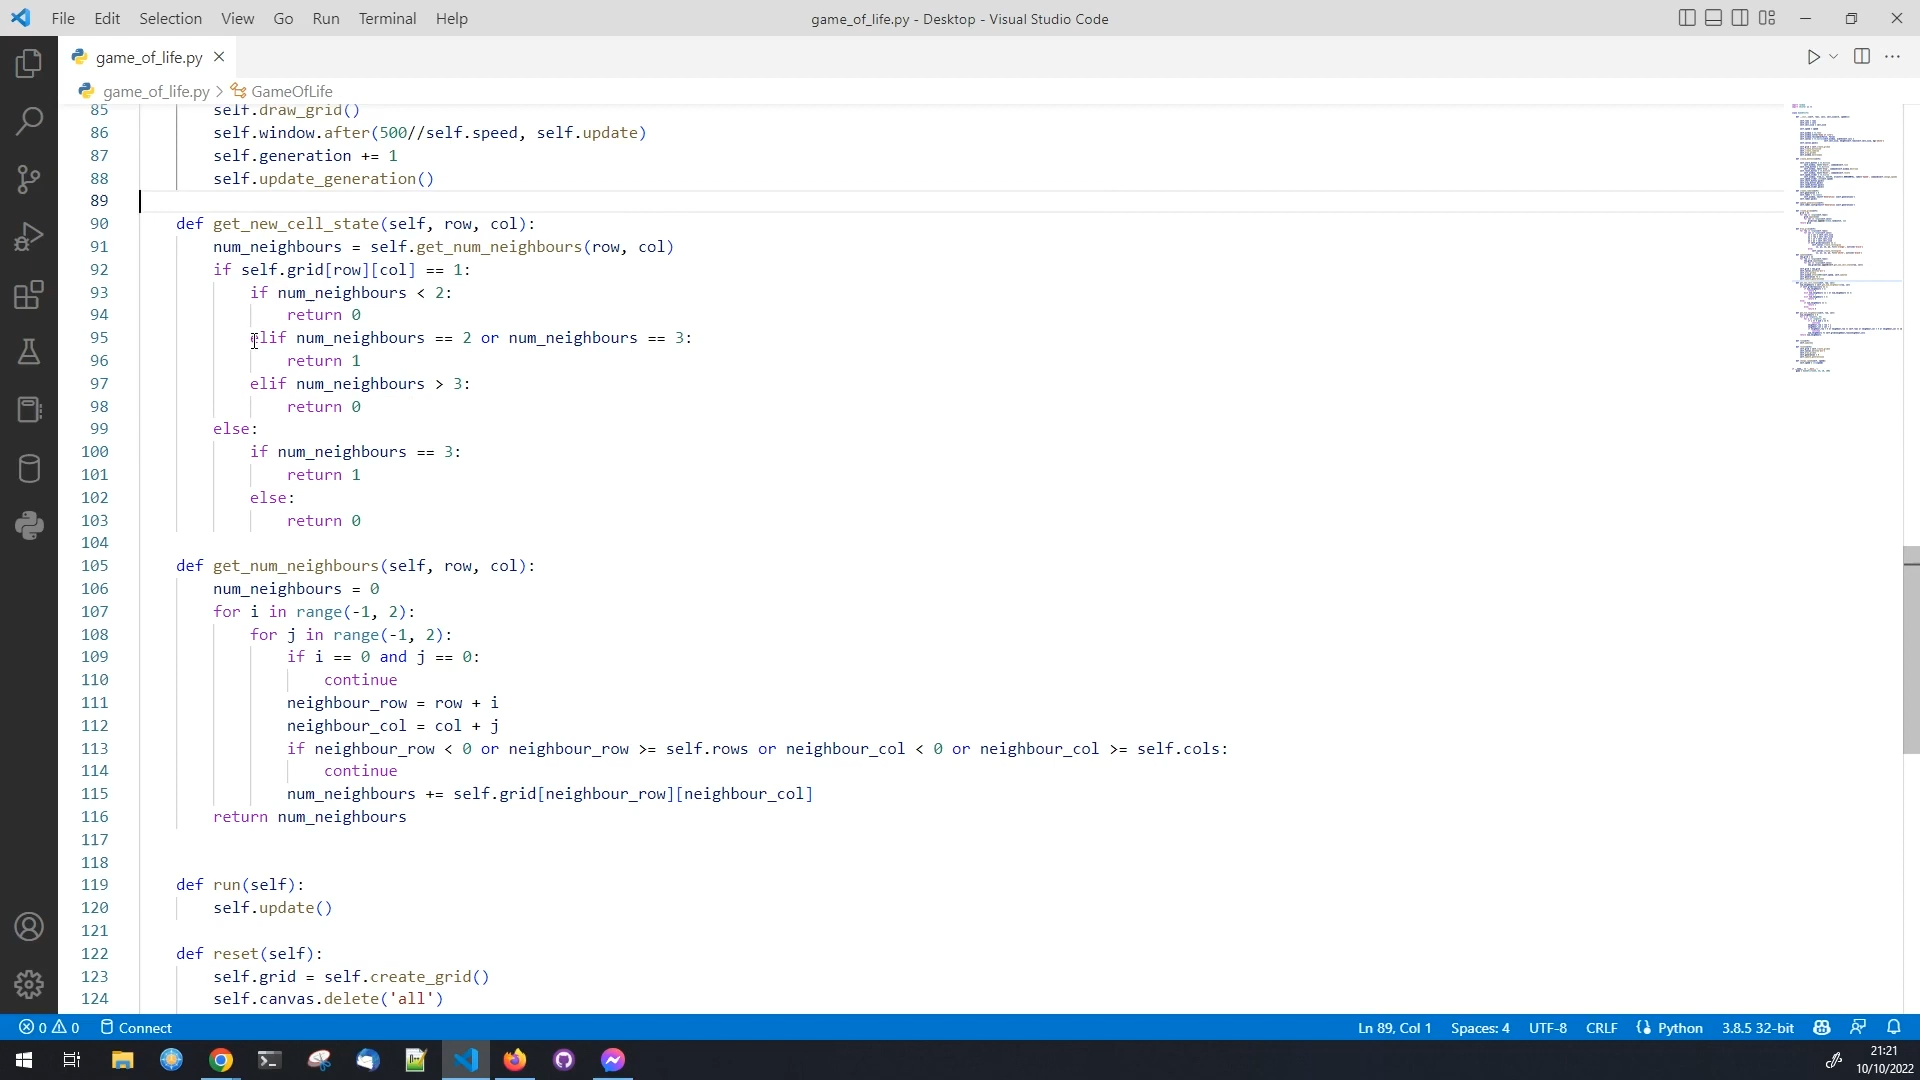 File Edit Selection View Go Run Terminal Help
game_of_life.py - Desktop - Visual Studio Code
game_of_life.py
game_of_life.py > GameOfLife
85 self.draw_grid()
86 self.window.after(500//self.speed, self.update)
87 self.generation += 1
88 self.update_generation()
89
90 def get_new_cell_state(self, row, col):
91 num_neighbours = self.get_num_neighbours(row, col)
92 if self.grid[row][col] == 1:
93 if num_neighbours < 2:
94 return 0
95 elif num_neighbours == 2 or num_neighbours == 3:
96 return 1
97 elif num_neighbours > 3:
98 return 0
99 else:
100 if num_neighbours == 3:
101 return 1
102 else:
103 return 0
104
105 def get_num_neighbours(self, row, col):
106 num_neighbours = 0
107 for i in range(-1, 2):
108 for j in range(-1, 2):
109 if i == 0 and j == 0:
110 continue
111 neighbour_row = row + i
112 neighbour_col = col + j
113 if neighbour_row < 0 or neighbour_row >= self.rows or neighbour_col < 0 or neighbour_col >= self.cols:
114 continue
115 num_neighbours += self.grid[neighbour_row][neighbour_col]
116 return num_neighbours
117
118
119 def run(self):
120 self.update()
121
122 def reset(self):
123 self.grid = self.create_grid()
124 self.canvas.delete('all')
0 0 Connect
Ln 89, Col 1 Spaces: 4 UTF-8 CRLF Python 3.8.5 32-bit
21:21
10/10/2022